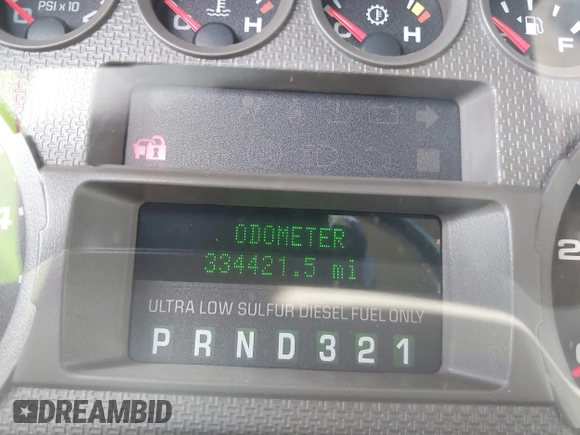 PSI x 10
C H
C H
F
ODOMETER
334421.5 mi
ULTRA LOW SULFUR DIESEL FUEL ONLY
P R N D 3 2 1
DREAMBID